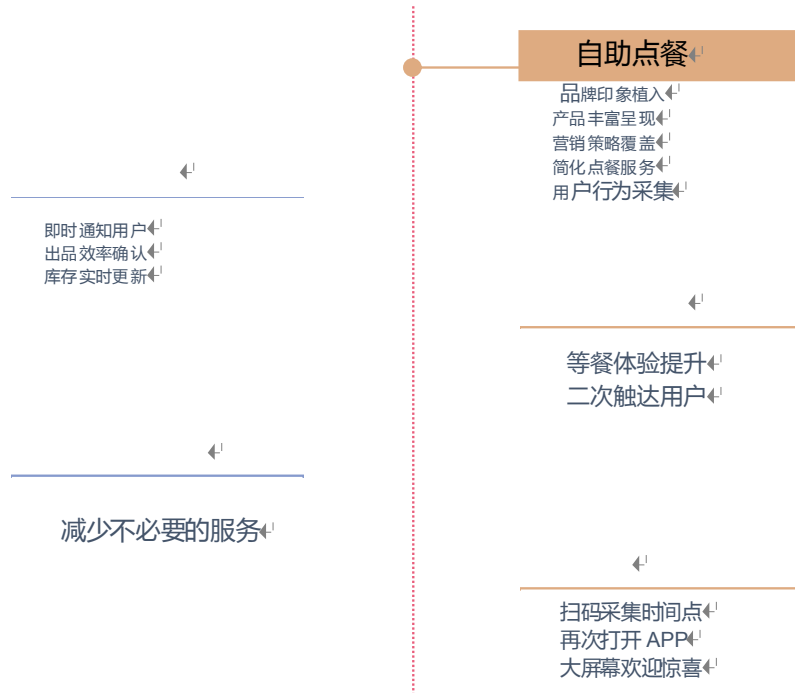 自助点餐
品牌印象植入
产品丰富呈现
营销策略覆盖
简化点餐服务
用户行为采集
即时通知用户
出品效率确认
库存实时更新
等餐体验提升
二次触达用户
减少不必要的服务
扫码采集时间点
再次打开 APP
大屏幕欢迎惊喜